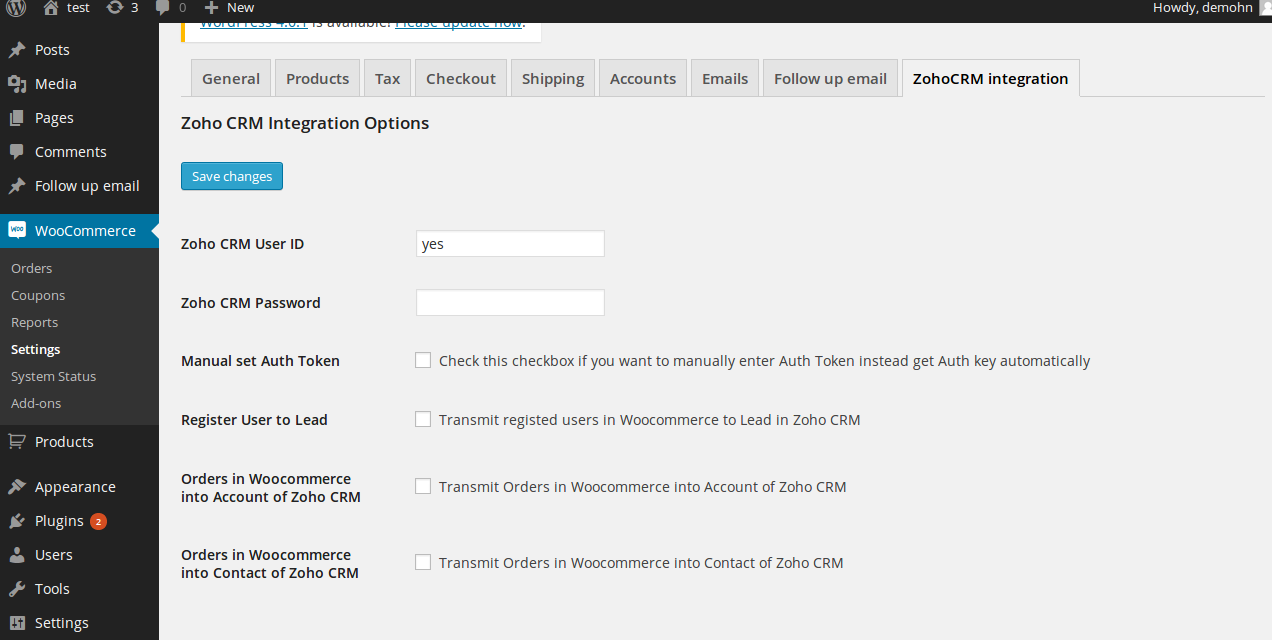 test 3 0 New Howdy, demohn
WordPress 4.0.1 is available! Please update now.
Posts
Media
Pages
Comments
Follow up email
WooCommerce
Orders
Coupons
Reports
Settings
System Status
Add-ons
Products
Appearance
Plugins 2
Users
Tools
Settings
General Products Tax Checkout Shipping Accounts Emails Follow up email ZohoCRM integration
Zoho CRM Integration Options
Save changes
Zoho CRM User ID yes
Zoho CRM Password
Manual set Auth Token Check this checkbox if you want to manually enter Auth Token instead get Auth key automatically
Register User to Lead Transmit registed users in Woocommerce to Lead in Zoho CRM
Orders in Woocommerce
into Account of Zoho CRM Transmit Orders in Woocommerce into Account of Zoho CRM
Orders in Woocommerce
into Contact of Zoho CRM Transmit Orders in Woocommerce into Contact of Zoho CRM